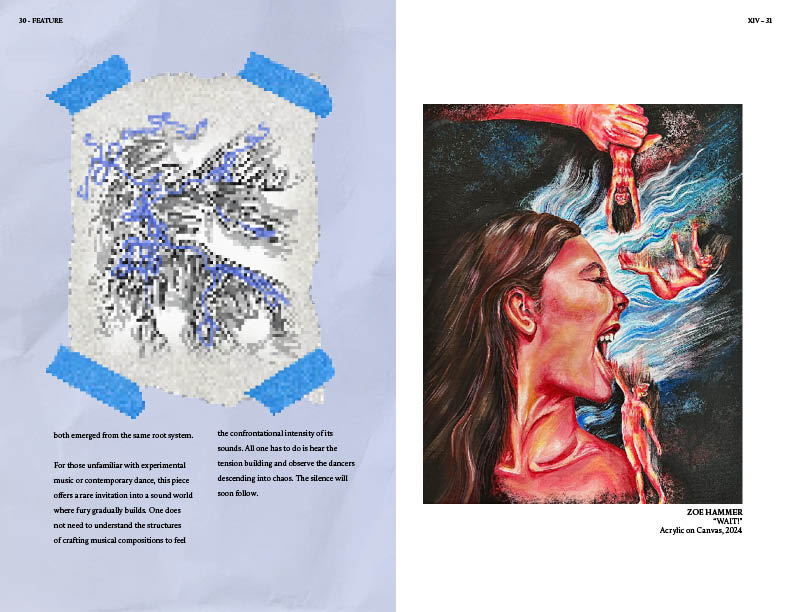 30 - FEATURE
XIV - 31
both emerged from the same root system.
For those unfamiliar with experimental
music or contemporary dance, this piece
offers a rare invitation into a sound world
where fury gradually builds. One does
not need to understand the structures
of crafting musical compositions to feel
the confrontational intensity of its
sounds. All one has to do is hear the
tension building and observe the dancers
descending into chaos. The silence will
soon follow.
ZOE HAMMER
"WAIT!"
Acrylic on Canvas, 2024